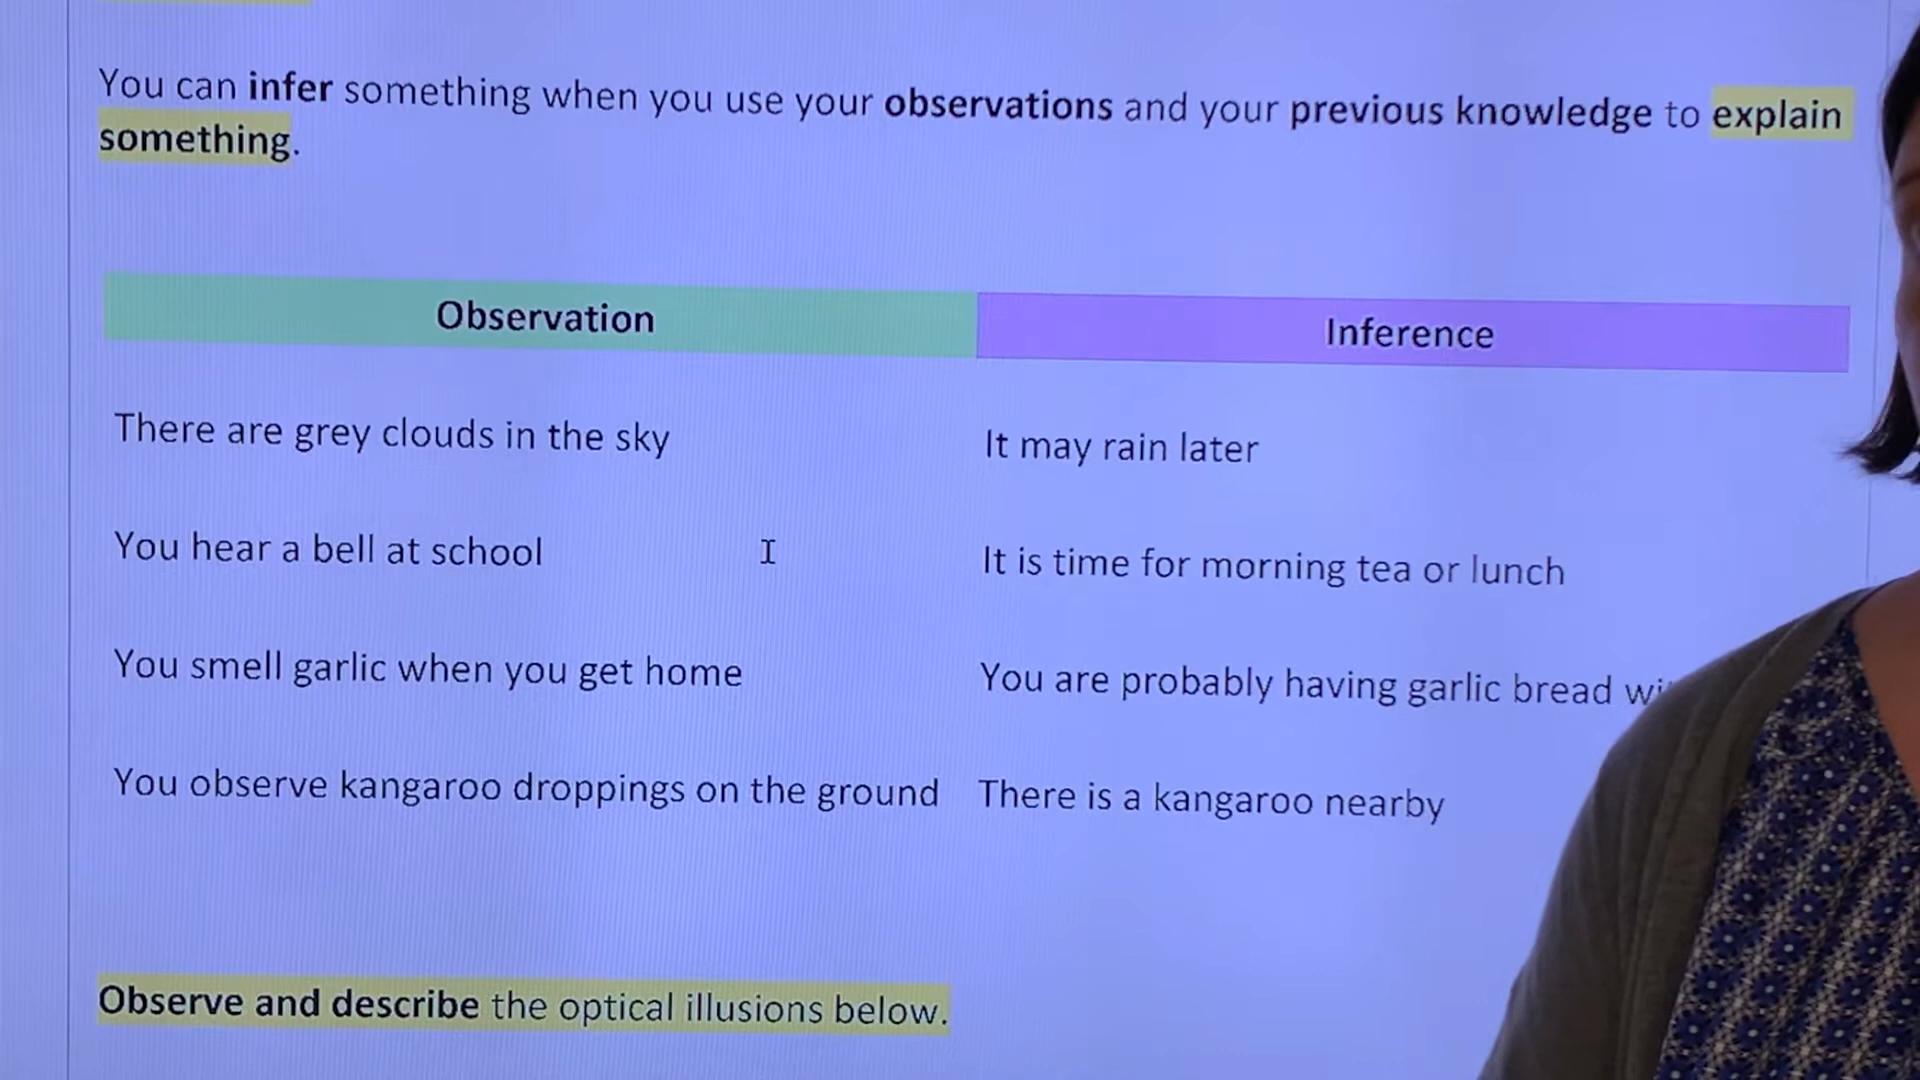 You can infer something when you use your observations and your previous knowledge to explain
something.
Observation
Inference
There are grey clouds in the sky
It may rain later
You hear a bell at school
It is time for morning tea or lunch
You smell garlic when you get home
You are probably having garlic bread
You observe kangaroo droppings on the ground
There is a kangaroo nearby
Observe and describe the optical illusions below.